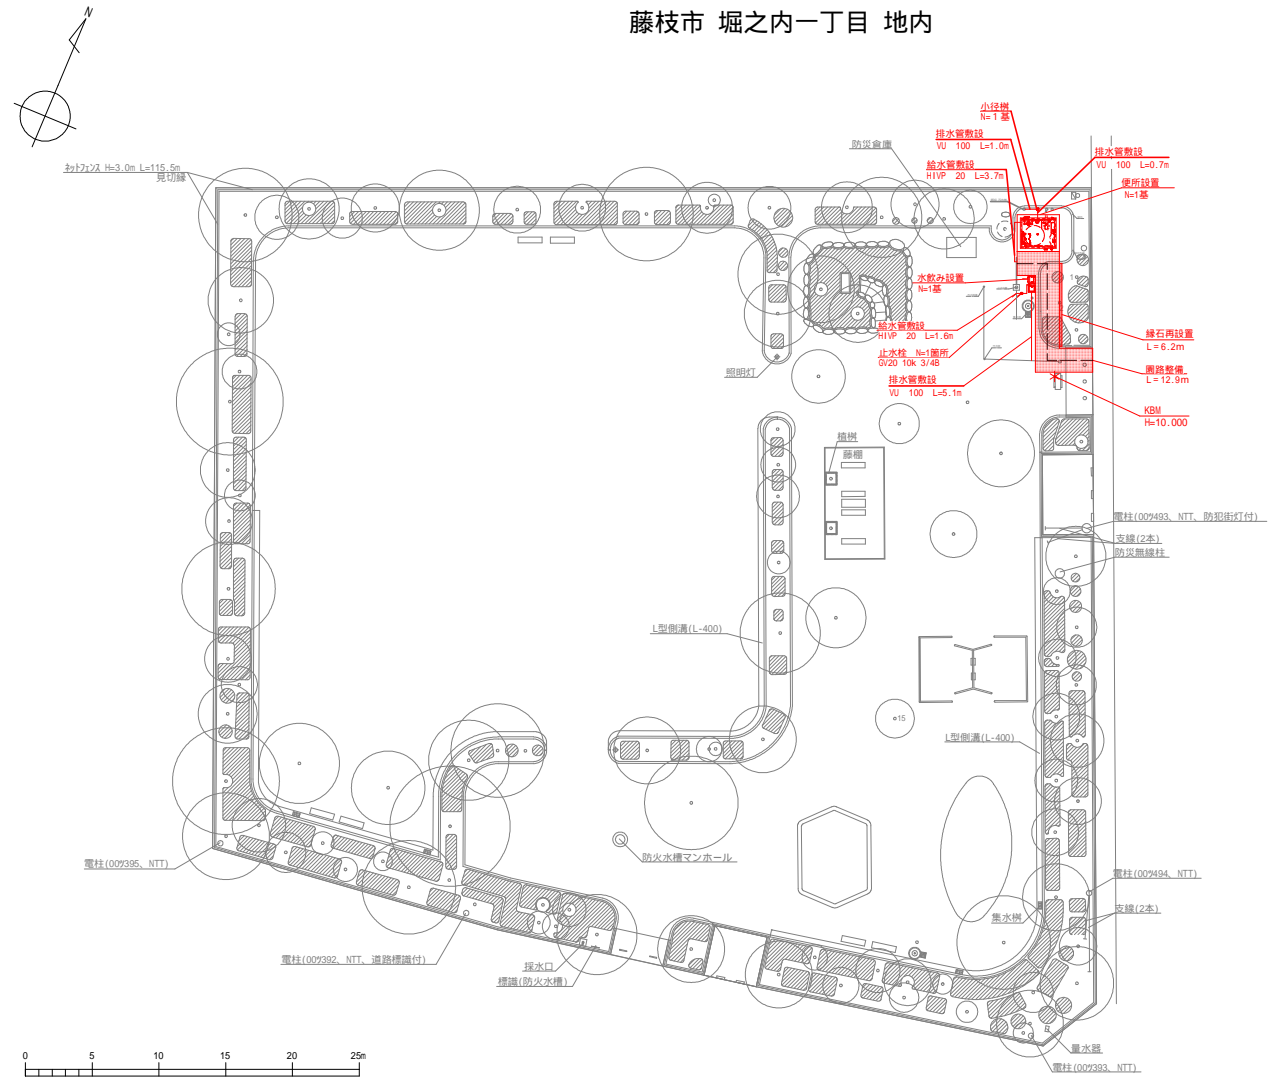 藤枝市 堀之内一丁目 地内
N
小径桝
N=1基
排水管敷設
VU 100 L=1.0m
防災倉庫
排水管敷設
VU 100 L=0.7m
給水管敷設
HIVP 20 L=3.7m
便所設置
N=1基
ネットフェンス H=3.0m L=115.5m
見切縁
水飲み設置
N=1基
給水管敷設
HIVP 20 L=1.6m
止水栓 N=1箇所
GV20 10k 3/4B
排水管敷設
VU 100 L=5.1m
縁石再設置
L=6.2m
園路整備
L=12.9m
KBM
H=10.000
照明灯
植桝
藤棚
電柱(00ﾂ493、NTT、防犯街灯付)
支線(2本)
防災無線柱
L型側溝(L-400)
15
L型側溝(L-400)
防火水槽マンホール
電柱(00ﾂ395、NTT)
電柱(00ﾂ494、NTT)
支線(2本)
集水桝
電柱(00ﾂ392、NTT、道路標識付)
採水口
標識(防火水槽)
量水器
電柱(00ﾂ393、NTT)
0 5 10 15 20 25m